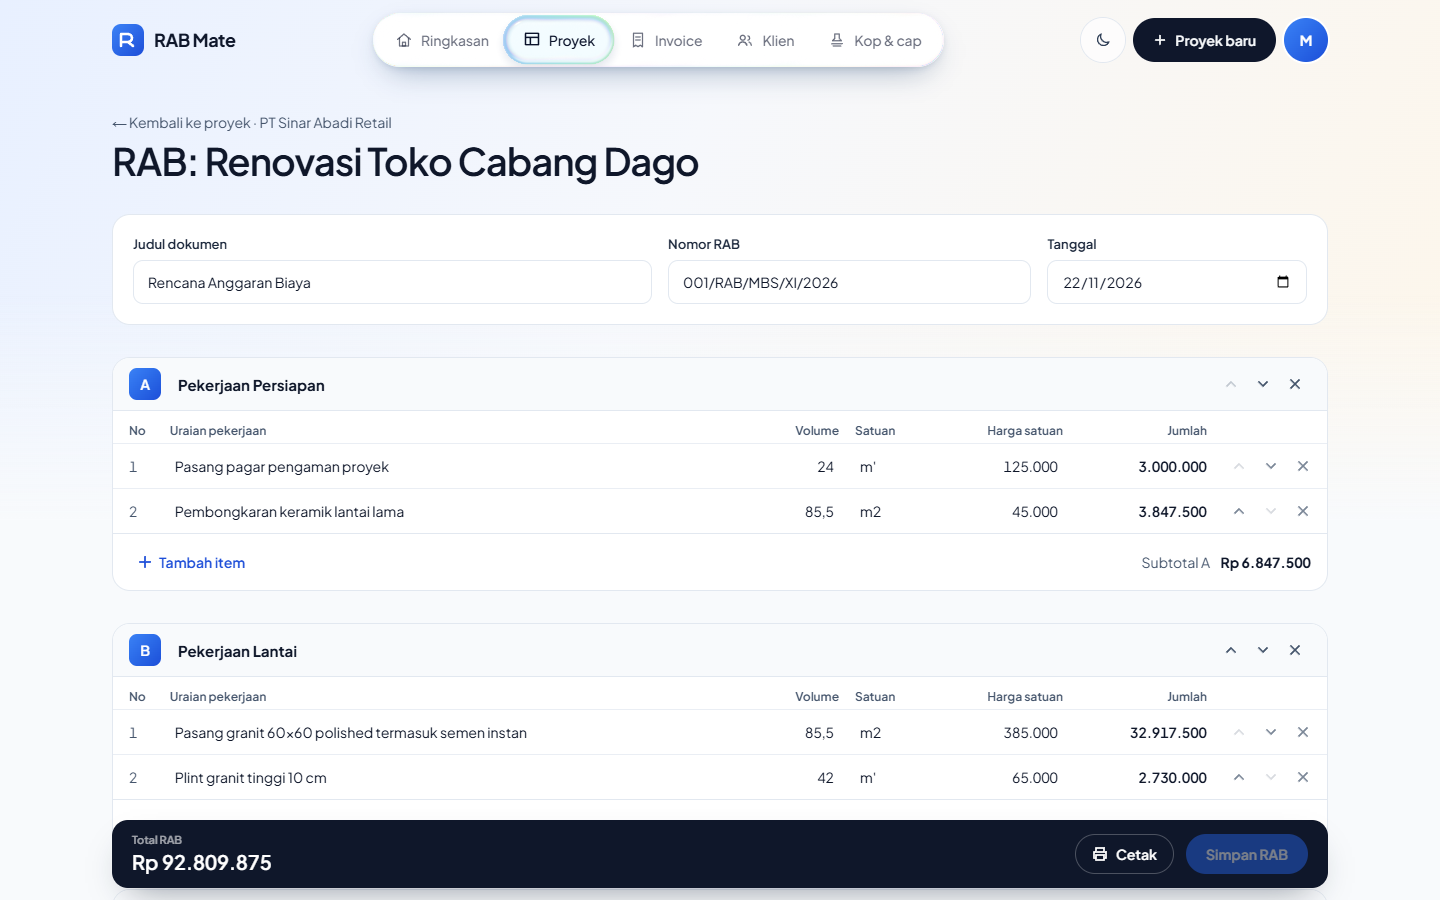 RAB Mate
Ringkasan
Proyek
Invoice
Klien
Kop & cap
+ Proyek baru
M
← Kembali ke proyek · PT Sinar Abadi Retail
RAB: Renovasi Toko Cabang Dago
Judul dokumen
Nomor RAB
Tanggal
Rencana Anggaran Biaya
001/RAB/MBS/XI/2026
22/11/2026
A Pekerjaan Persiapan
No Uraian pekerjaan Volume Satuan Harga satuan Jumlah
1 Pasang pagar pengaman proyek 24 m' 125.000 3.000.000
2 Pembongkaran keramik lantai lama 85,5 m2 45.000 3.847.500
+ Tambah item
Subtotal A Rp 6.847.500
B Pekerjaan Lantai
No Uraian pekerjaan Volume Satuan Harga satuan Jumlah
1 Pasang granit 60×60 polished termasuk semen instan 85,5 m2 385.000 32.917.500
2 Plint granit tinggi 10 cm 42 m' 65.000 2.730.000
Total RAB
Rp 92.809.875
Cetak
Simpan RAB